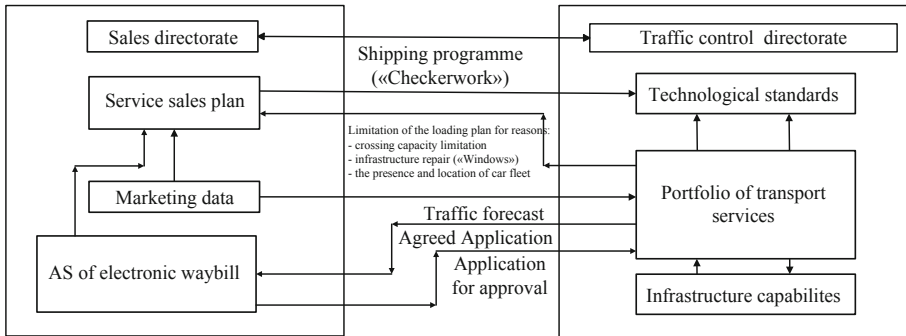 Sales directorate
Traffic control directorate
Shipping programme
(«Checkerwork»)
Service sales plan
Technological standards
Limitation of the loading plan for reasons:
- crossing capacity limitation
- infrastructure repair («Windows»)
- the presence and location of car fleet
Marketing data
Portfolio of transport
services
Traffic forecast
Agreed Application
AS of electronic waybill
Application
for approval
Infrastructure capabilites